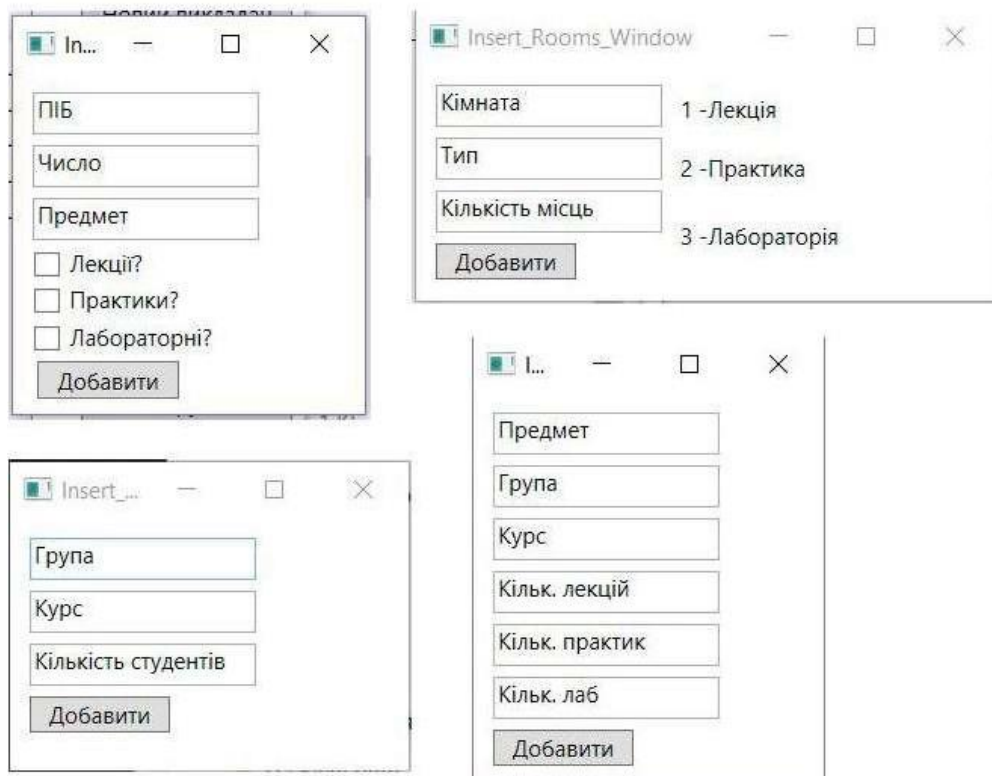 In...
ПІБ
Число
Предмет
Лекції?
Практики?
Лабораторні?
Добавити
Insert_Rooms_Window
Кімната
1 -Лекція
Тип
2 -Практика
Кількість місць
3 -Лабораторія
Добавити
Insert_...
Група
Курс
Кількість студентів
Добавити
I...
Предмет
Група
Курс
Кільк. лекцій
Кільк. практик
Кільк. лаб
Добавити